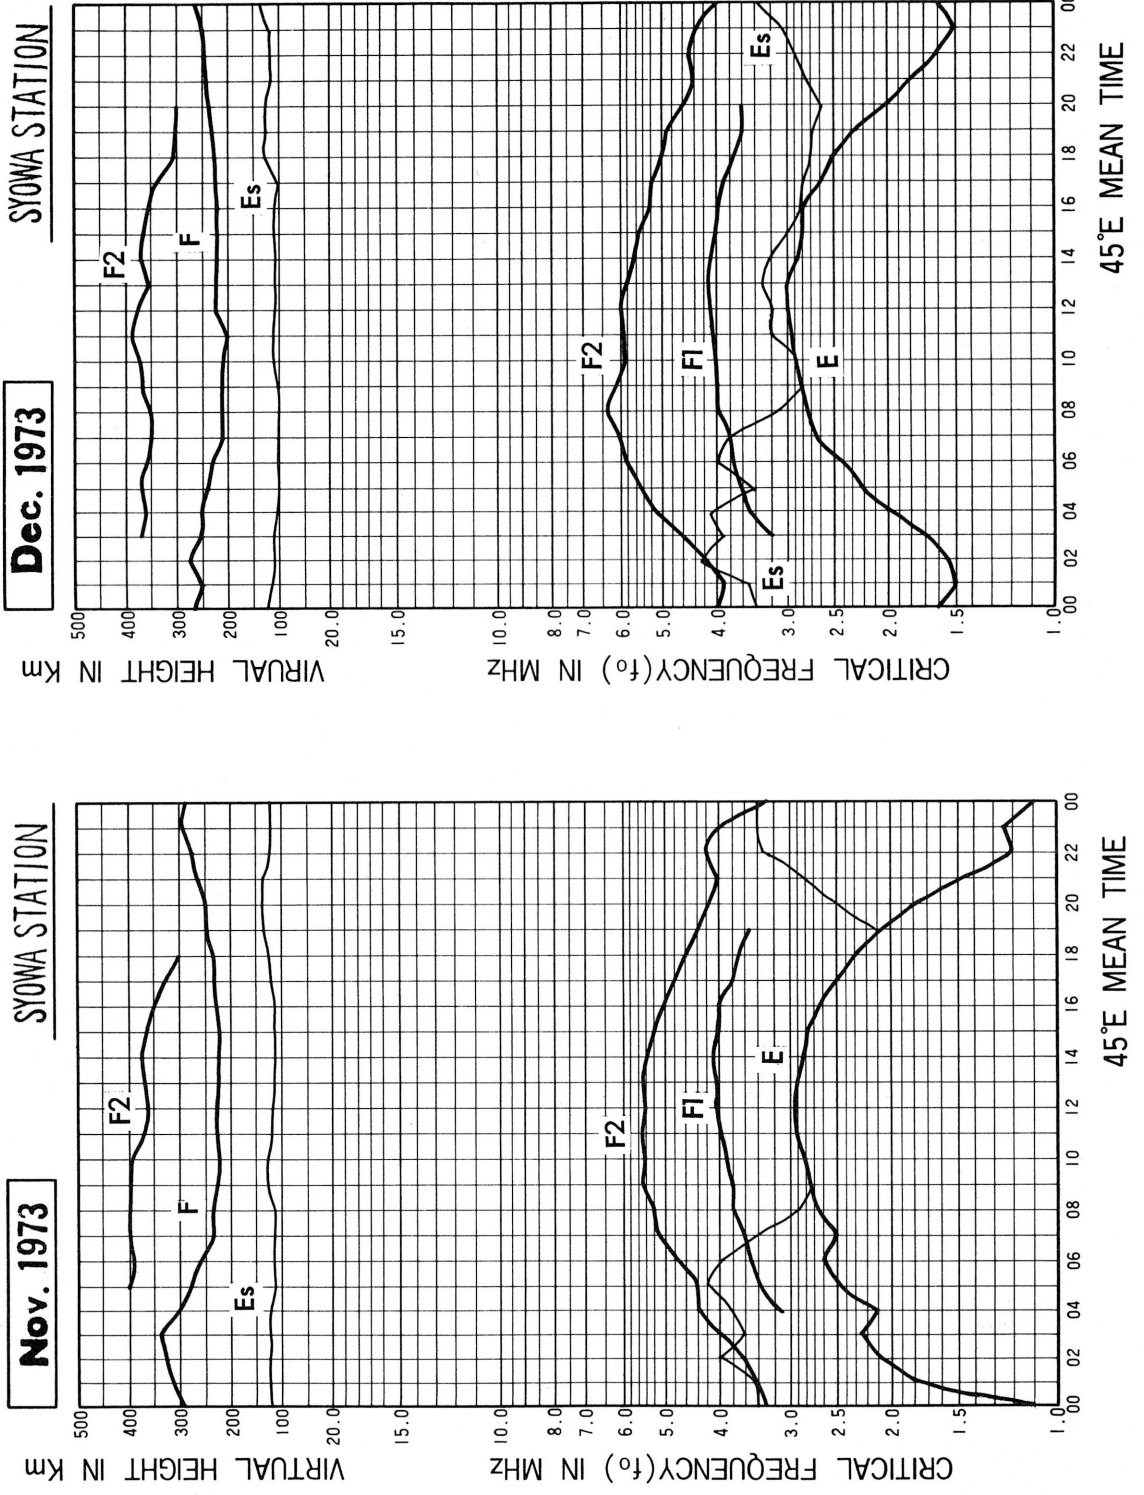 Nov. 1973
SYOWA STATION
VIRTUAL HEIGHT IN Km
500
400
300
200
100
F2
F
Es
CRITICAL FREQUENCY(fo) IN MHz
20.0
15.0
10.0
8.0
7.0
6.0
5.0
4.0
3.0
2.5
2.0
1.5
1.0
F2
F1
E
00 02 04 06 08 10 12 14 16 18 20 22 00
45°E MEAN TIME
Dec. 1973
SYOWA STATION
VIRUAL HEIGHT IN Km
500
400
300
200
100
F2
F
Es
CRITICAL FREQUENCY(fo) IN MHz
20.0
15.0
10.0
8.0
7.0
6.0
5.0
4.0
3.0
2.5
2.0
1.5
1.0
F2
F1
Es
E
Es
00 02 04 06 08 10 12 14 16 18 20 22 00
45°E MEAN TIME